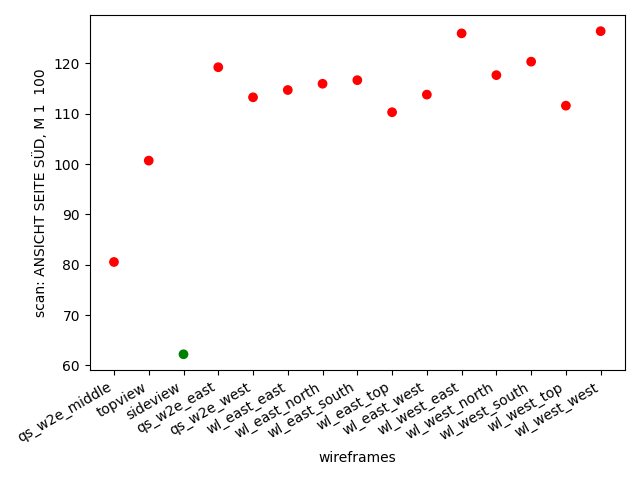 scan: ANSICHT SEITE SÜD, M 1  100
120
110
100
90
80
70
60
qs_w2e_middle
topview
sideview
qs_w2e_east
qs_w2e_west
wl_east_east
wl_east_north
wl_east_south
wl_east_top
wl_east_west
wl_west_east
wl_west_north
wl_west_south
wl_west_top
wl_west_west
wireframes